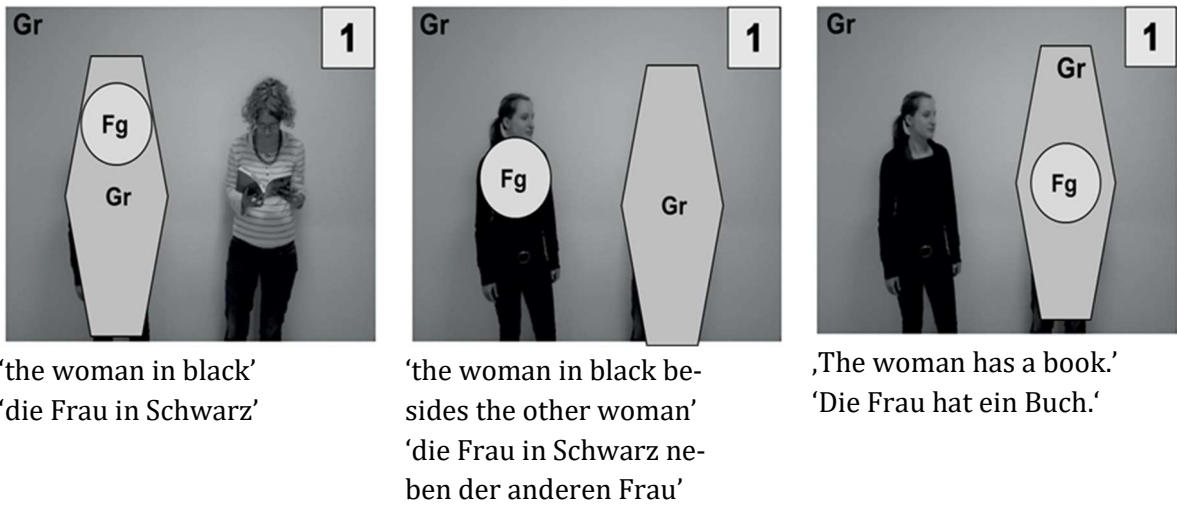 Gr
1
Fg
Gr
Gr
1
Fg
Gr
Gr
1
Gr
Fg
‘the woman in black’
‘die Frau in Schwarz’
‘the woman in black be-
sides the other woman’
‘die Frau in Schwarz ne-
ben der anderen Frau’
‚The woman has a book.’
‘Die Frau hat ein Buch.‘